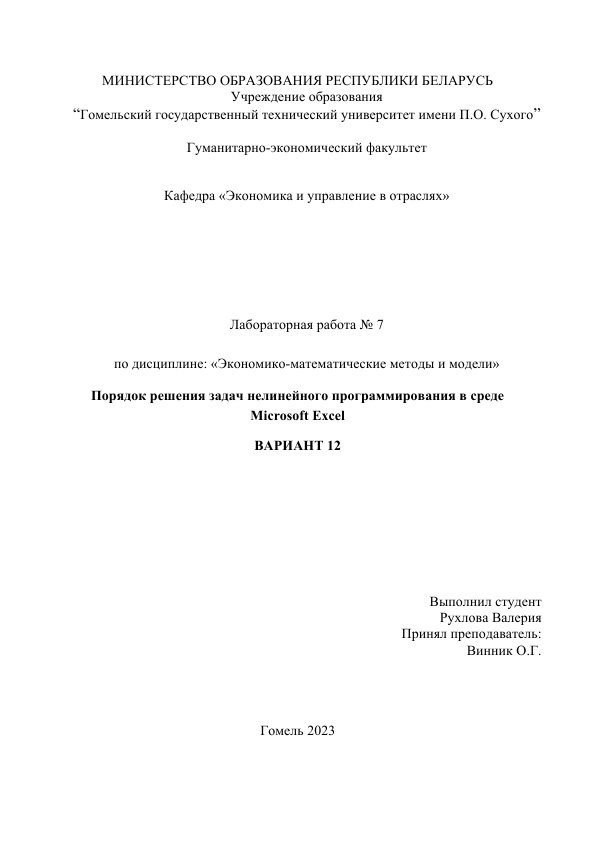 МИНИСТЕРСТВО ОБРАЗОВАНИЯ РЕСПУБЛИКИ БЕЛАРУСЬ
Учреждение образования
“Гомельский государственный технический университет имени П.О. Сухого”
Гуманитарно-экономический факультет
Кафедра «Экономика и управление в отраслях»
Лабораторная работа № 7
по дисциплине: «Экономико-математические методы и модели»
Порядок решения задач нелинейного программирования в среде
Microsoft Excel
ВАРИАНТ 12
Выполнил студент
Рухлова Валерия
Принял преподаватель:
Винник О.Г.
Гомель 2023